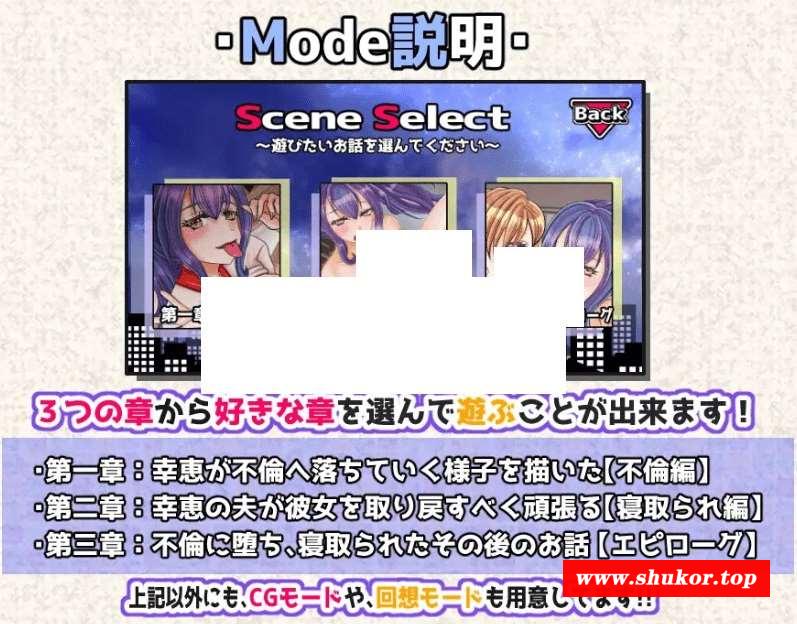 ・Mode説明・
Scene Select
Back
～遊びたいお話を選んでください～
第一章
ーグ
３つの章から好きな章を選んで遊ぶことが出来ます！
・第一章：幸恵が不倫へ落ちていく様子を描いた【不倫編】
・第二章：幸恵の夫が彼女を取り戻すべく頑張る【寝取られ編】
・第三章：不倫に堕ち、寝取られたその後のお話【エピローグ】
上記以外にも、CGモードや、回想モードも用意してます!!
www.shukor.top